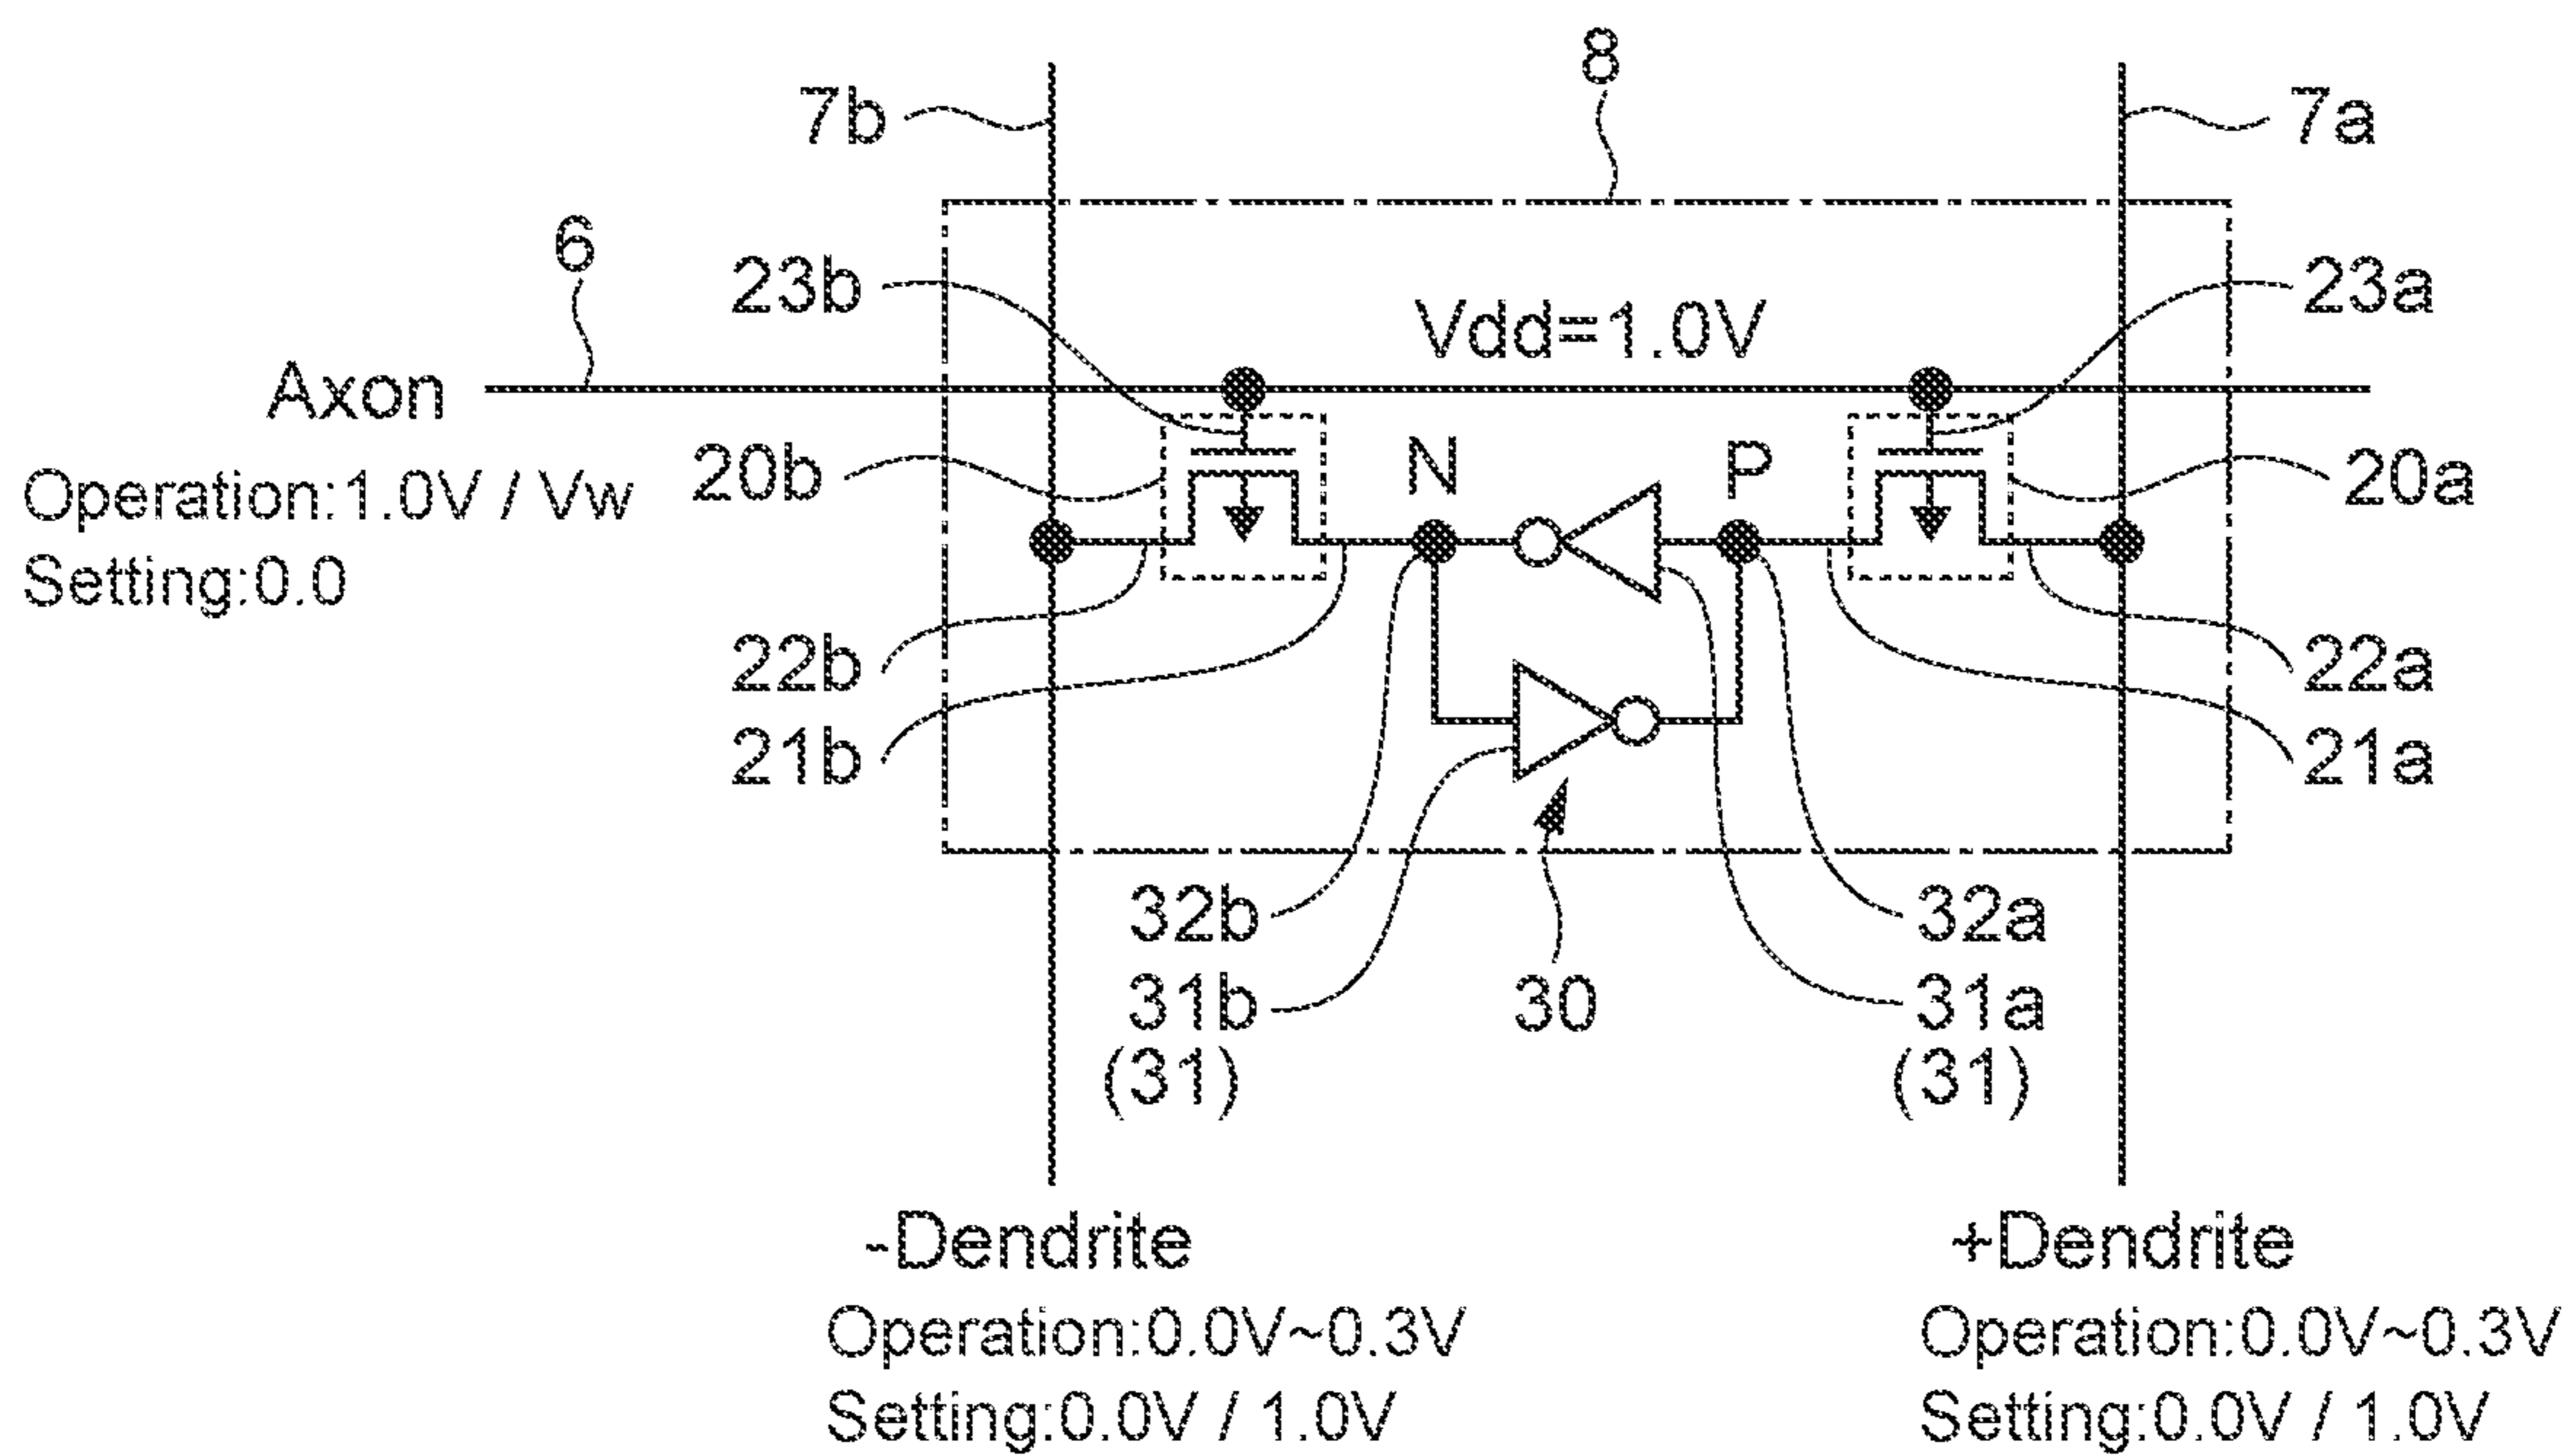 8
7b
7a
6
23b
23a
Vdd=1.0V
Axon
20b
N
P
20a
Operation:1.0V / Vw
Setting:0.0
22b
22a
21b
21a
32b
32a
31b
30
31a
(31)
(31)
-Dendrite
+Dendrite
Operation:0.0V~0.3V
Operation:0.0V~0.3V
Setting:0.0V / 1.0V
Setting:0.0V / 1.0V